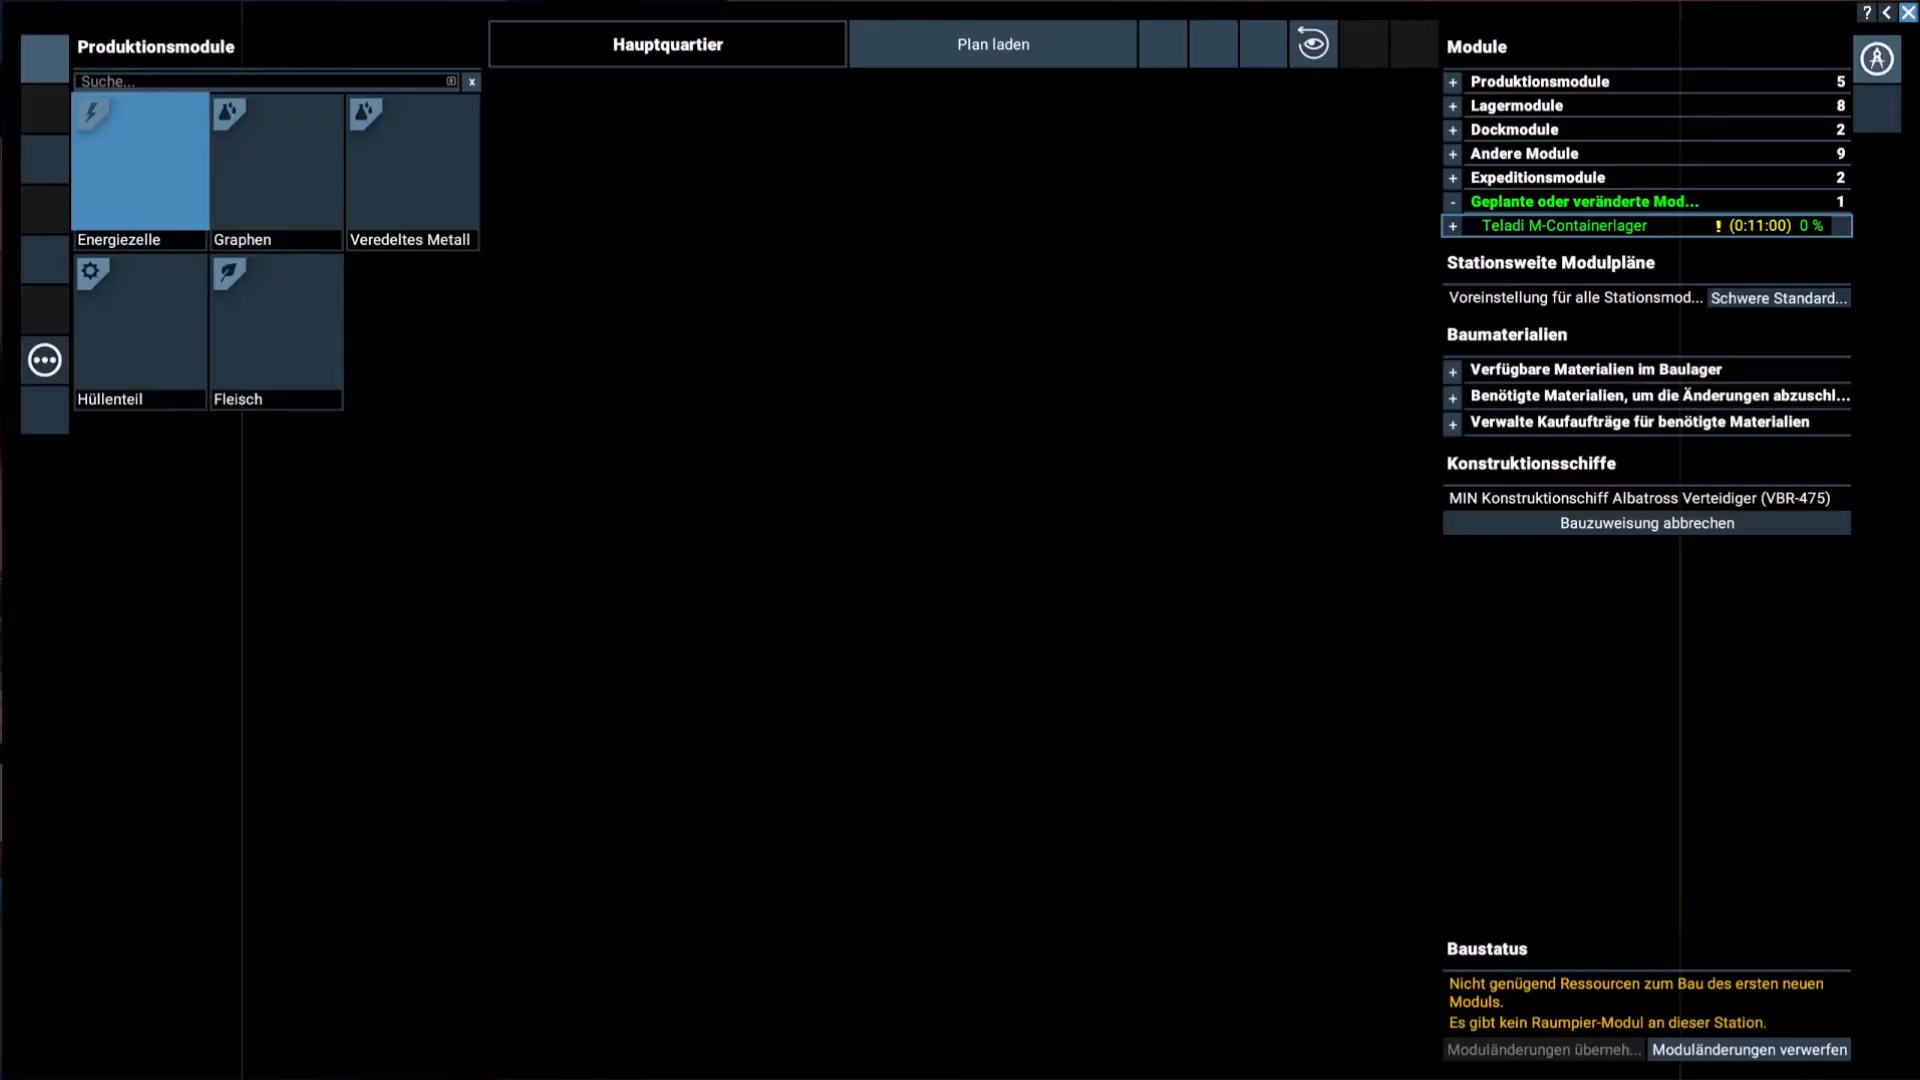 ? <
Produktionsmodule
Suche...
x
Energiezelle
Graphen
Veredeltes Metall
Hüllenteil
Fleisch
Hauptquartier
Plan laden
Module
+ Produktionsmodule 5
+ Lagermodule 8
+ Dockmodule 2
+ Andere Module 9
+ Expeditionsmodule 2
- Geplante oder veränderte Mod... 1
+ Teladi M-Containerlager ! (0:11:00) 0 %
Stationsweite Modulpläne
Voreinstellung für alle Stationsmod... Schwere Standard...
Baumaterialien
+ Verfügbare Materialien im Baulager
+ Benötigte Materialien, um die Änderungen abzuschl...
+ Verwalte Kaufaufträge für benötigte Materialien
Konstruktionsschiffe
MIN Konstruktionschiff Albatross Verteidiger (VBR-475)
Bauzuweisung abbrechen
Baustatus
Nicht genügend Ressourcen zum Bau des ersten neuen
Moduls.
Es gibt kein Raumpier-Modul an dieser Station.
Moduländerungen überneh... Moduländerungen verwerfen